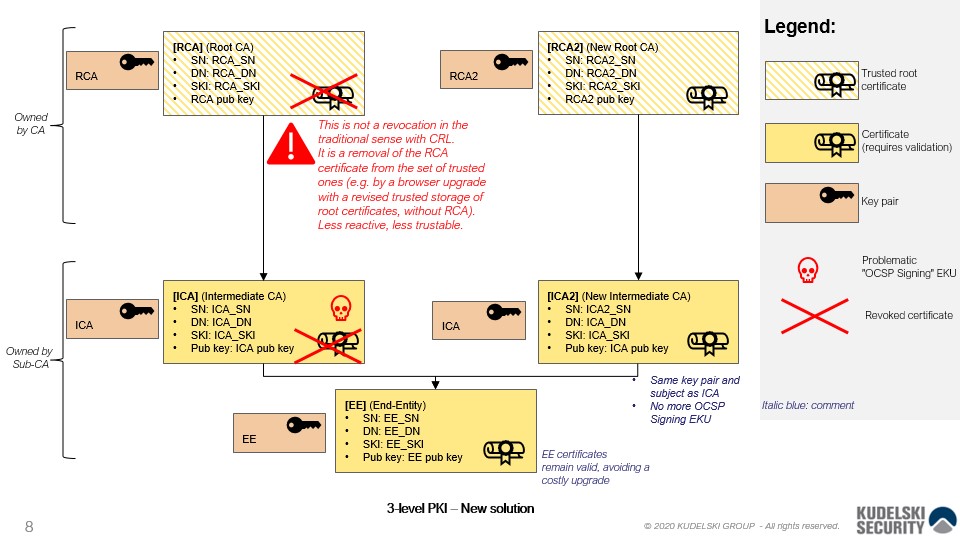 Legend:
[RCA] (Root CA)
• SN: RCA_SN
• DN: RCA_DN
• SKI: RCA_SKI
• RCA pub key
RCA
[RCA2] (New Root CA)
• SN: RCA2_SN
• DN: RCA2_DN
• SKI: RCA2_SKI
• RCA2 pub key
RCA2
Trusted root
certificate
Owned
by CA
This is not a revocation in the
traditional sense with CRL.
It is a removal of the RCA
certificate from the set of trusted
ones (e.g. by a browser upgrade
with a revised trusted storage of
root certificates, without RCA).
Less reactive, less trustable.
Certificate
(requires validation)
Key pair
Problematic
"OCSP Signing" EKU
Revoked certificate
[ICA] (Intermediate CA)
• SN: ICA_SN
• DN: ICA_DN
• SKI: ICA_SKI
• Pub key: ICA pub key
ICA
[ICA2] (New Intermediate CA)
• SN: ICA2_SN
• DN: ICA_DN
• SKI: ICA_SKI
• Pub key: ICA pub key
ICA
Owned by
Sub-CA
• Same key pair and
subject as ICA
• No more OCSP
Signing EKU
Italic blue: comment
[EE] (End-Entity)
• SN: EE_SN
• DN: EE_DN
• SKI: EE_SKI
• Pub key: EE pub key
EE
EE certificates
remain valid, avoiding a
costly upgrade
3-level PKI – New solution
8
© 2020 KUDELSKI GROUP - All rights reserved.
KUDELSKI
SECURITY